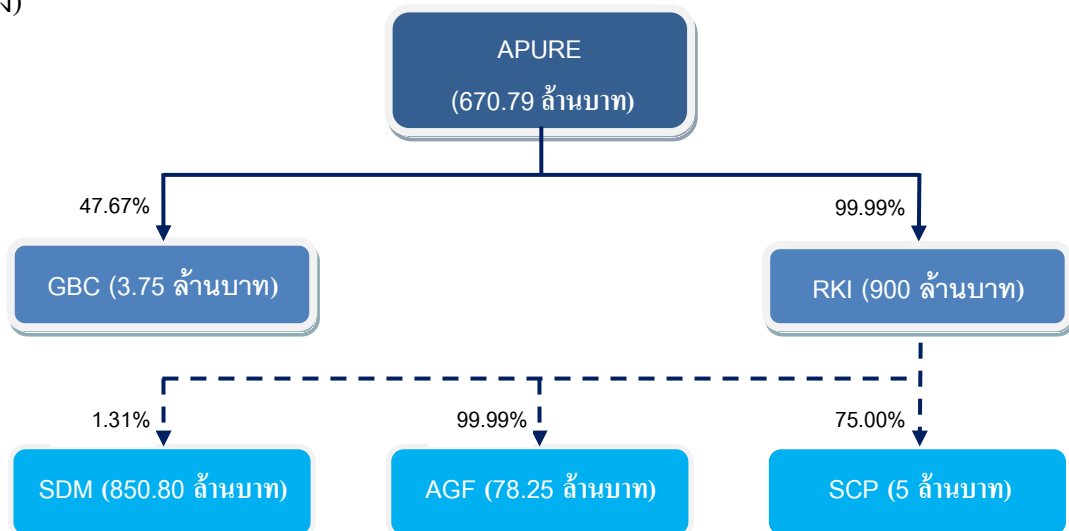 APURE
(670.79 ล้านบาท)
47.67%
99.99%
GBC (3.75 ล้านบาท)
RKI (900 ล้านบาท)
1.31%
99.99%
75.00%
SDM (850.80 ล้านบาท)
AGF (78.25 ล้านบาท)
SCP (5 ล้านบาท)